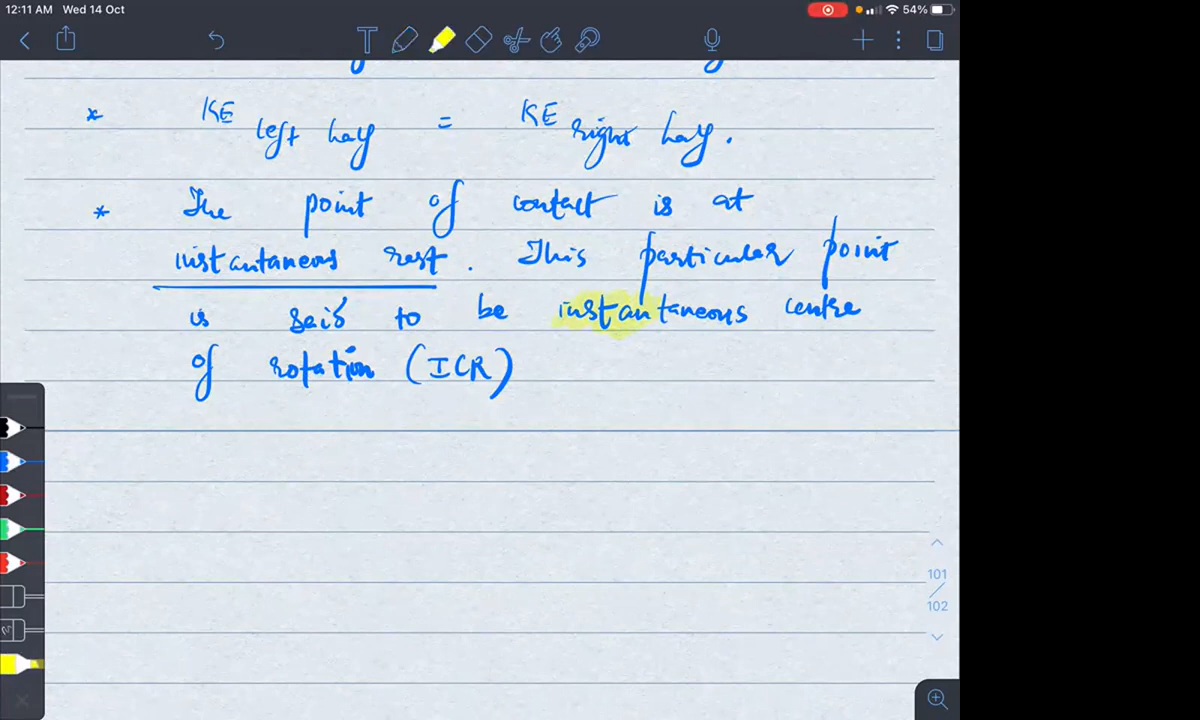 12:11 AM Wed 14 Oct 54%
* KE left half = KE right half.
* The point of contact is at
instantaneous rest. This particular point
is said to be instantaneous centre
of rotation (ICR)
101
102